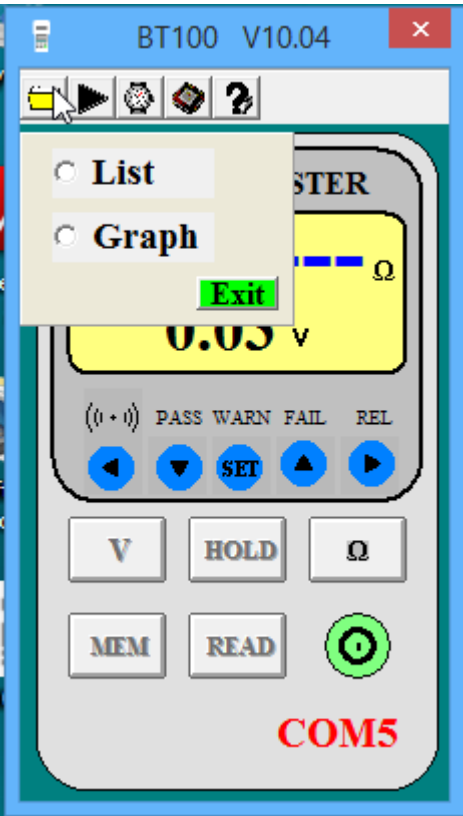 BT100 V10.04
List
STER
Graph
Ω
Exit
0.03 V
((· + ·)) PASS WARN FAIL REL
SET
V HOLD Ω
MEM READ
COM5